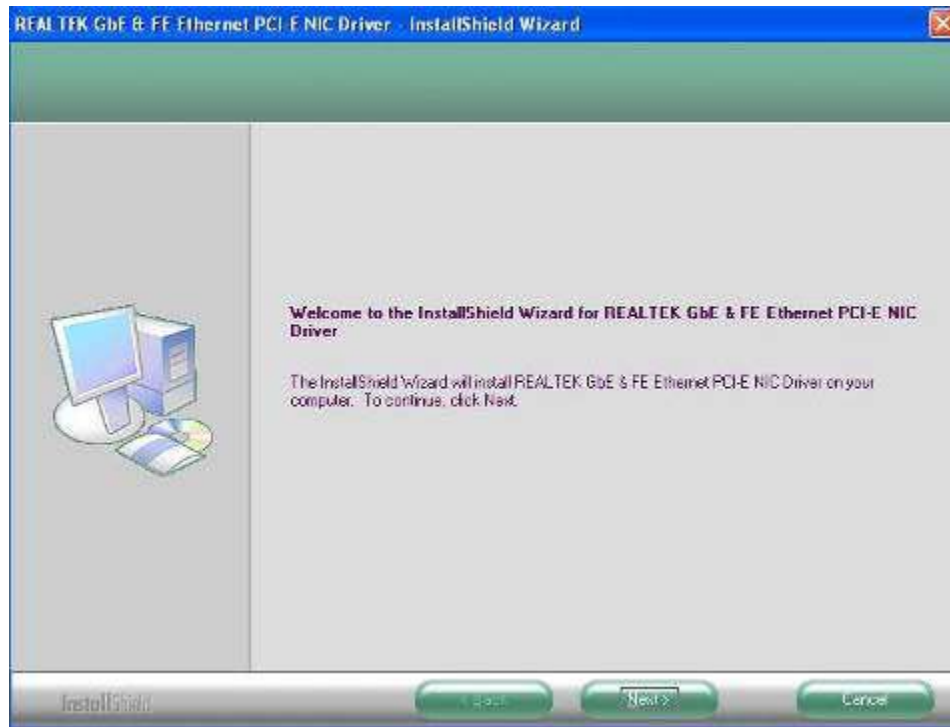 REALTEK GbE & FE Ethernet PCI-E NIC Driver - InstallShield Wizard
Welcome to the InstallShield Wizard for REALTEK GbE & FE Ethernet PCI-E NIC
Driver
The InstallShield Wizard will install REALTEK GbE & FE Ethernet PCI-E NIC Driver on your
computer. To continue, click Next.
InstallShield
< Back
Next >
Cancel